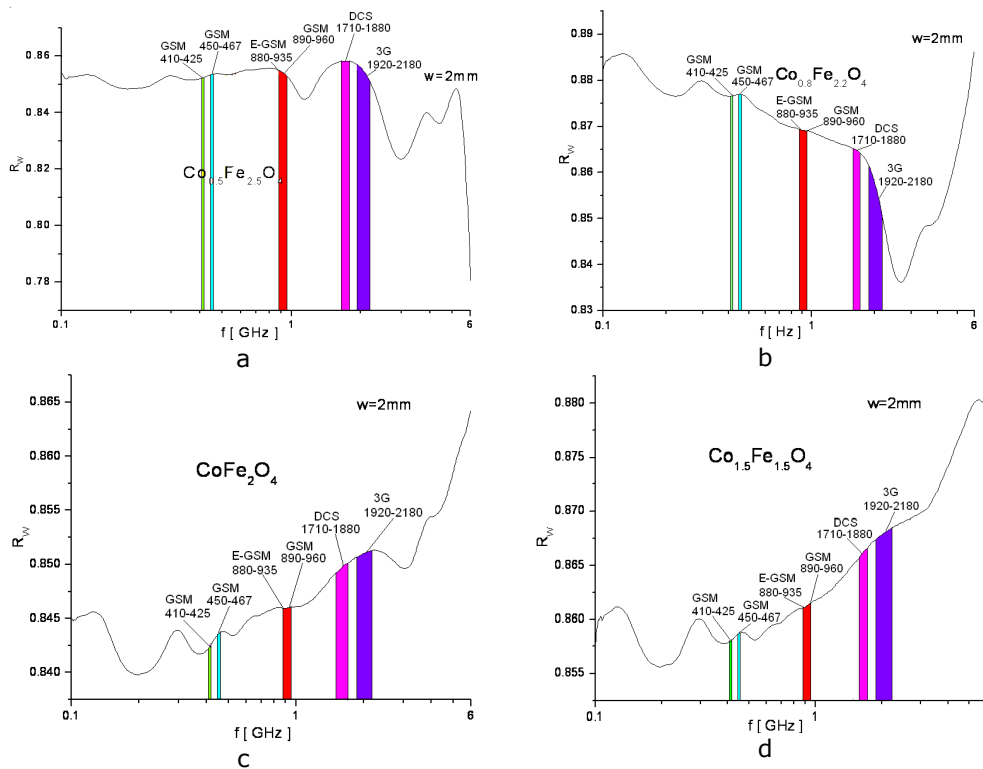 GSM
410-425
GSM
450-467
E-GSM
880-935
GSM
890-960
DCS
1710-1880
3G
1920-2180
w=2mm
Co0.5Fe2.5O4
RW
0.86
0.84
0.82
0.80
0.78
0.1
1
6
f [ GHz ]
a
GSM
410-425
GSM
450-467
Co0.8Fe2.2O4
w=2mm
E-GSM
880-935
GSM
890-960
DCS
1710-1880
3G
1920-2180
RW
0.89
0.88
0.87
0.86
0.85
0.84
0.83
0.1
1
6
f [ Hz ]
b
w=2mm
CoFe2O4
GSM
410-425
GSM
450-467
E-GSM
880-935
GSM
890-960
DCS
1710-1880
3G
1920-2180
RW
0.865
0.860
0.855
0.850
0.845
0.840
0.1
1
6
f [ GHz ]
c
w=2mm
Co1.5Fe1.5O4
GSM
410-425
GSM
450-467
E-GSM
880-935
GSM
890-960
DCS
1710-1880
3G
1920-2180
RW
0.880
0.875
0.870
0.865
0.860
0.855
0.1
1
f [ GHz ]
d